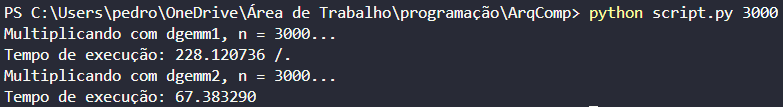 PS C:\Users\pedro\OneDrive\Área de Trabalho\programação\ArqComp> python script.py 3000
Multiplicando com dgemm1, n = 3000...
Tempo de execução: 228.120736 /.
Multiplicando com dgemm2, n = 3000...
Tempo de execução: 67.383290